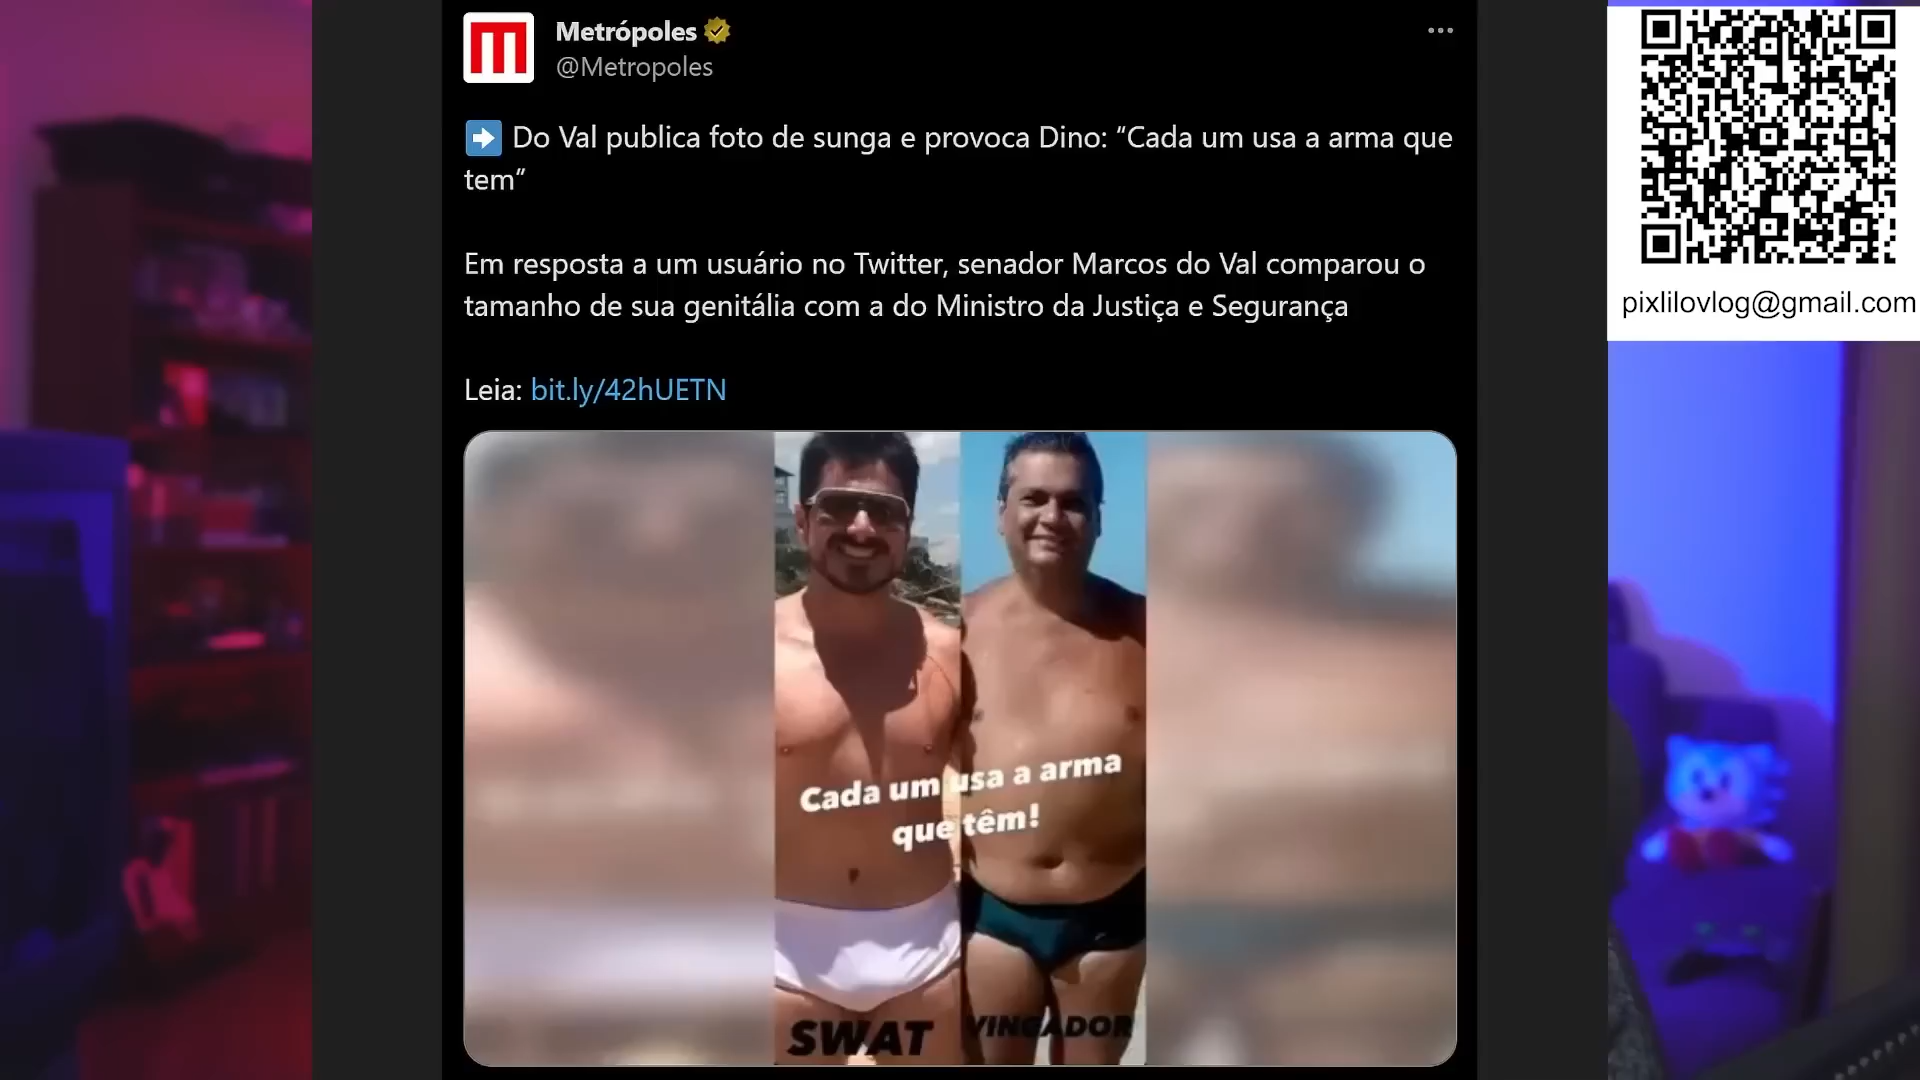 Metrópoles
@Metropoles
pixlilovlog@gmail.com
➡ Do Val publica foto de sunga e provoca Dino: “Cada um usa a arma que
tem”
Em resposta a um usuário no Twitter, senador Marcos do Val comparou o
tamanho de sua genitália com a do Ministro da Justiça e Segurança
Leia: bit.ly/42hUETN
Cada um usa a arma
que têm!
SWAT VINGADOR